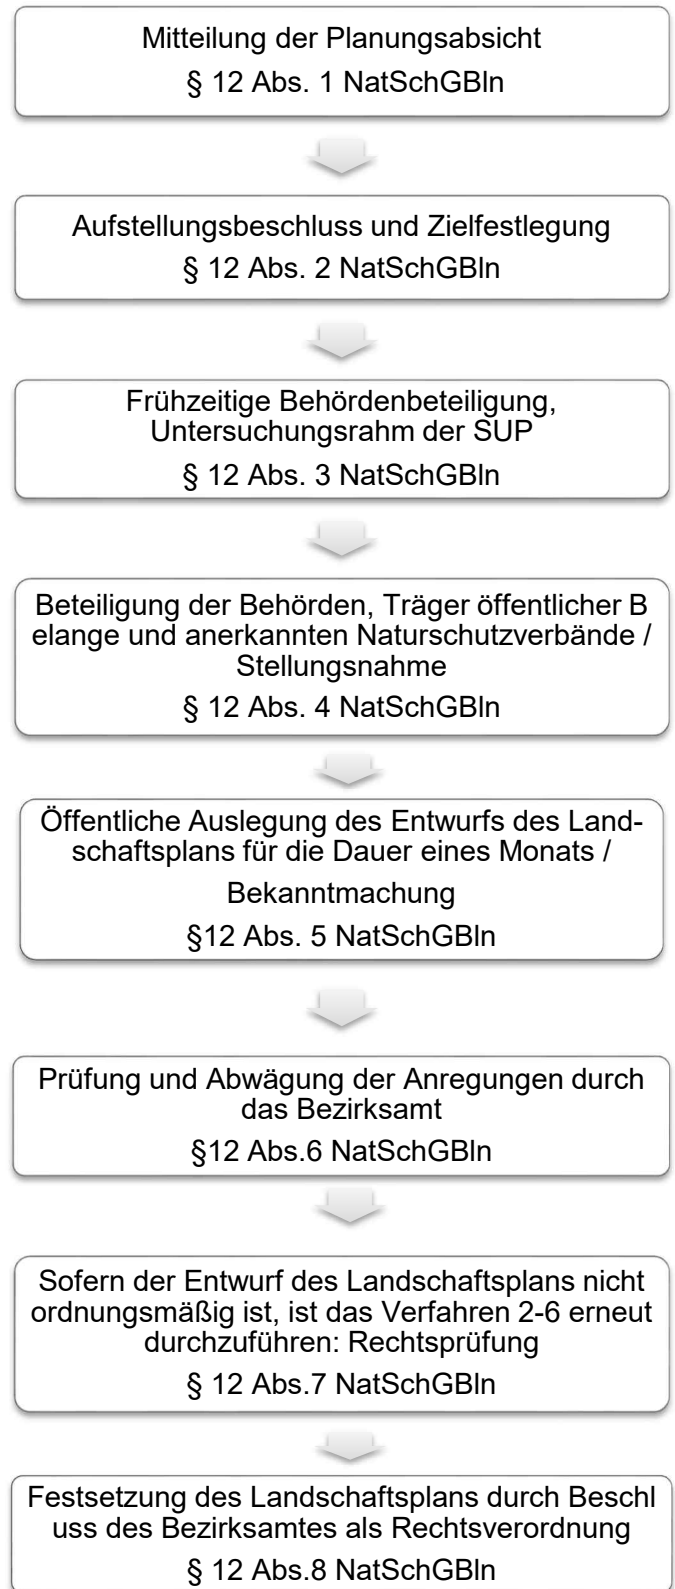 Mitteilung der Planungsabsicht
§ 12 Abs. 1 NatSchGBln
Aufstellungsbeschluss und Zielfestlegung
§ 12 Abs. 2 NatSchGBln
Frühzeitige Behördenbeteiligung,
Untersuchungsrahm der SUP
§ 12 Abs. 3 NatSchGBln
Beteiligung der Behörden, Träger öffentlicher B
elange und anerkannten Naturschutzverbände /
Stellungsnahme
§ 12 Abs. 4 NatSchGBln
Öffentliche Auslegung des Entwurfs des Land-
schaftsplans für die Dauer eines Monats /
Bekanntmachung
§12 Abs. 5 NatSchGBln
Prüfung und Abwägung der Anregungen durch
das Bezirksamt
§12 Abs.6 NatSchGBln
Sofern der Entwurf des Landschaftsplans nicht
ordnungsmäßig ist, ist das Verfahren 2-6 erneut
durchzuführen: Rechtsprüfung
§ 12 Abs.7 NatSchGBln
Festsetzung des Landschaftsplans durch Beschl
uss des Bezirksamtes als Rechtsverordnung
§ 12 Abs.8 NatSchGBln